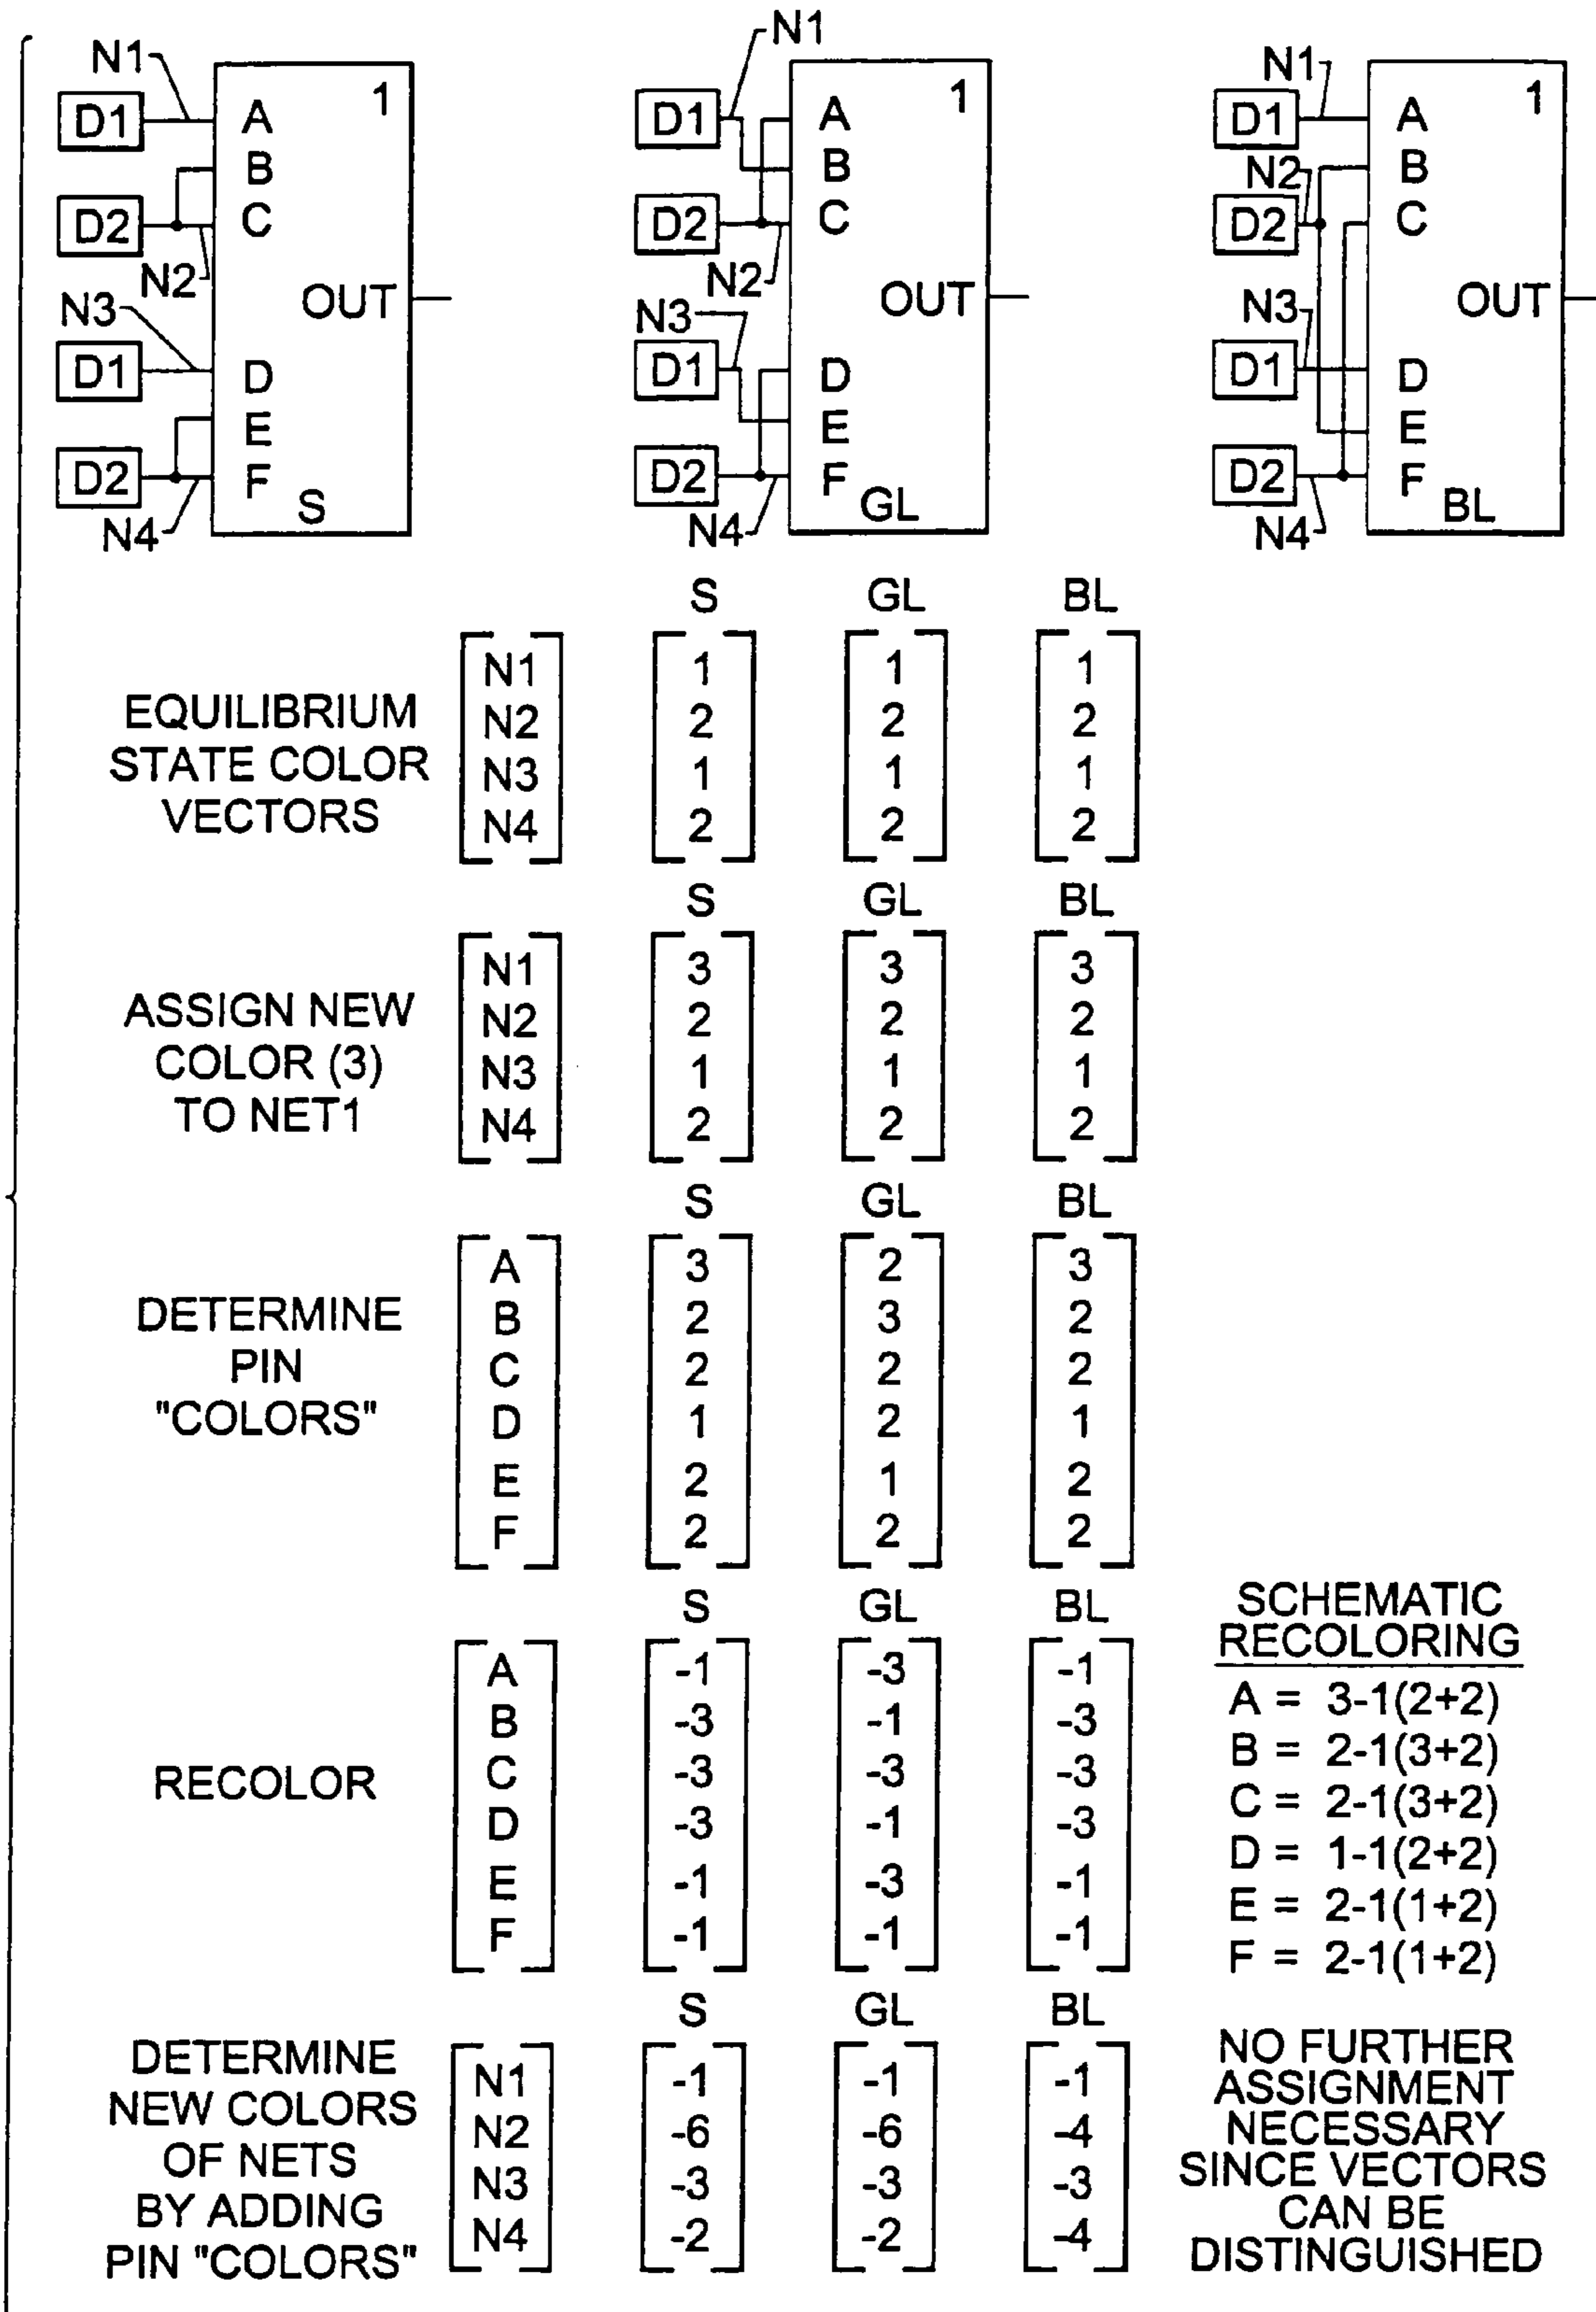 N1
D1
A
1
B
D2
C
N2
OUT
N3
D1
D
E
D2
F
S
N4
N1
D1
A
1
B
D2
C
N2
OUT
N3
D1
D
E
D2
F
GL
N4
N1
D1
A
1
N2
B
D2
C
OUT
N3
D1
D
E
D2
F
BL
N4
S GL BL
EQUILIBRIUM
STATE COLOR
VECTORS
N1 1 1 1
N2 2 2 2
N3 1 1 1
N4 2 2 2
S GL BL
ASSIGN NEW
COLOR (3)
TO NET1
N1 3 3 3
N2 2 2 2
N3 1 1 1
N4 2 2 2
S GL BL
DETERMINE
PIN
"COLORS"
A 3 2 3
B 2 3 2
C 2 2 2
D 1 2 1
E 2 1 2
F 2 2 2
S GL BL
RECOLOR
A -1 -3 -1
B -3 -1 -3
C -3 -3 -3
D -3 -1 -3
E -1 -3 -1
F -1 -1 -1
SCHEMATIC
RECOLORING
A = 3-1(2+2)
B = 2-1(3+2)
C = 2-1(3+2)
D = 1-1(2+2)
E = 2-1(1+2)
F = 2-1(1+2)
S GL BL
DETERMINE
NEW COLORS
OF NETS
BY ADDING
PIN "COLORS"
N1 -1 -1 -1
N2 -6 -6 -4
N3 -3 -3 -3
N4 -2 -2 -4
NO FURTHER
ASSIGNMENT
NECESSARY
SINCE VECTORS
CAN BE
DISTINGUISHED